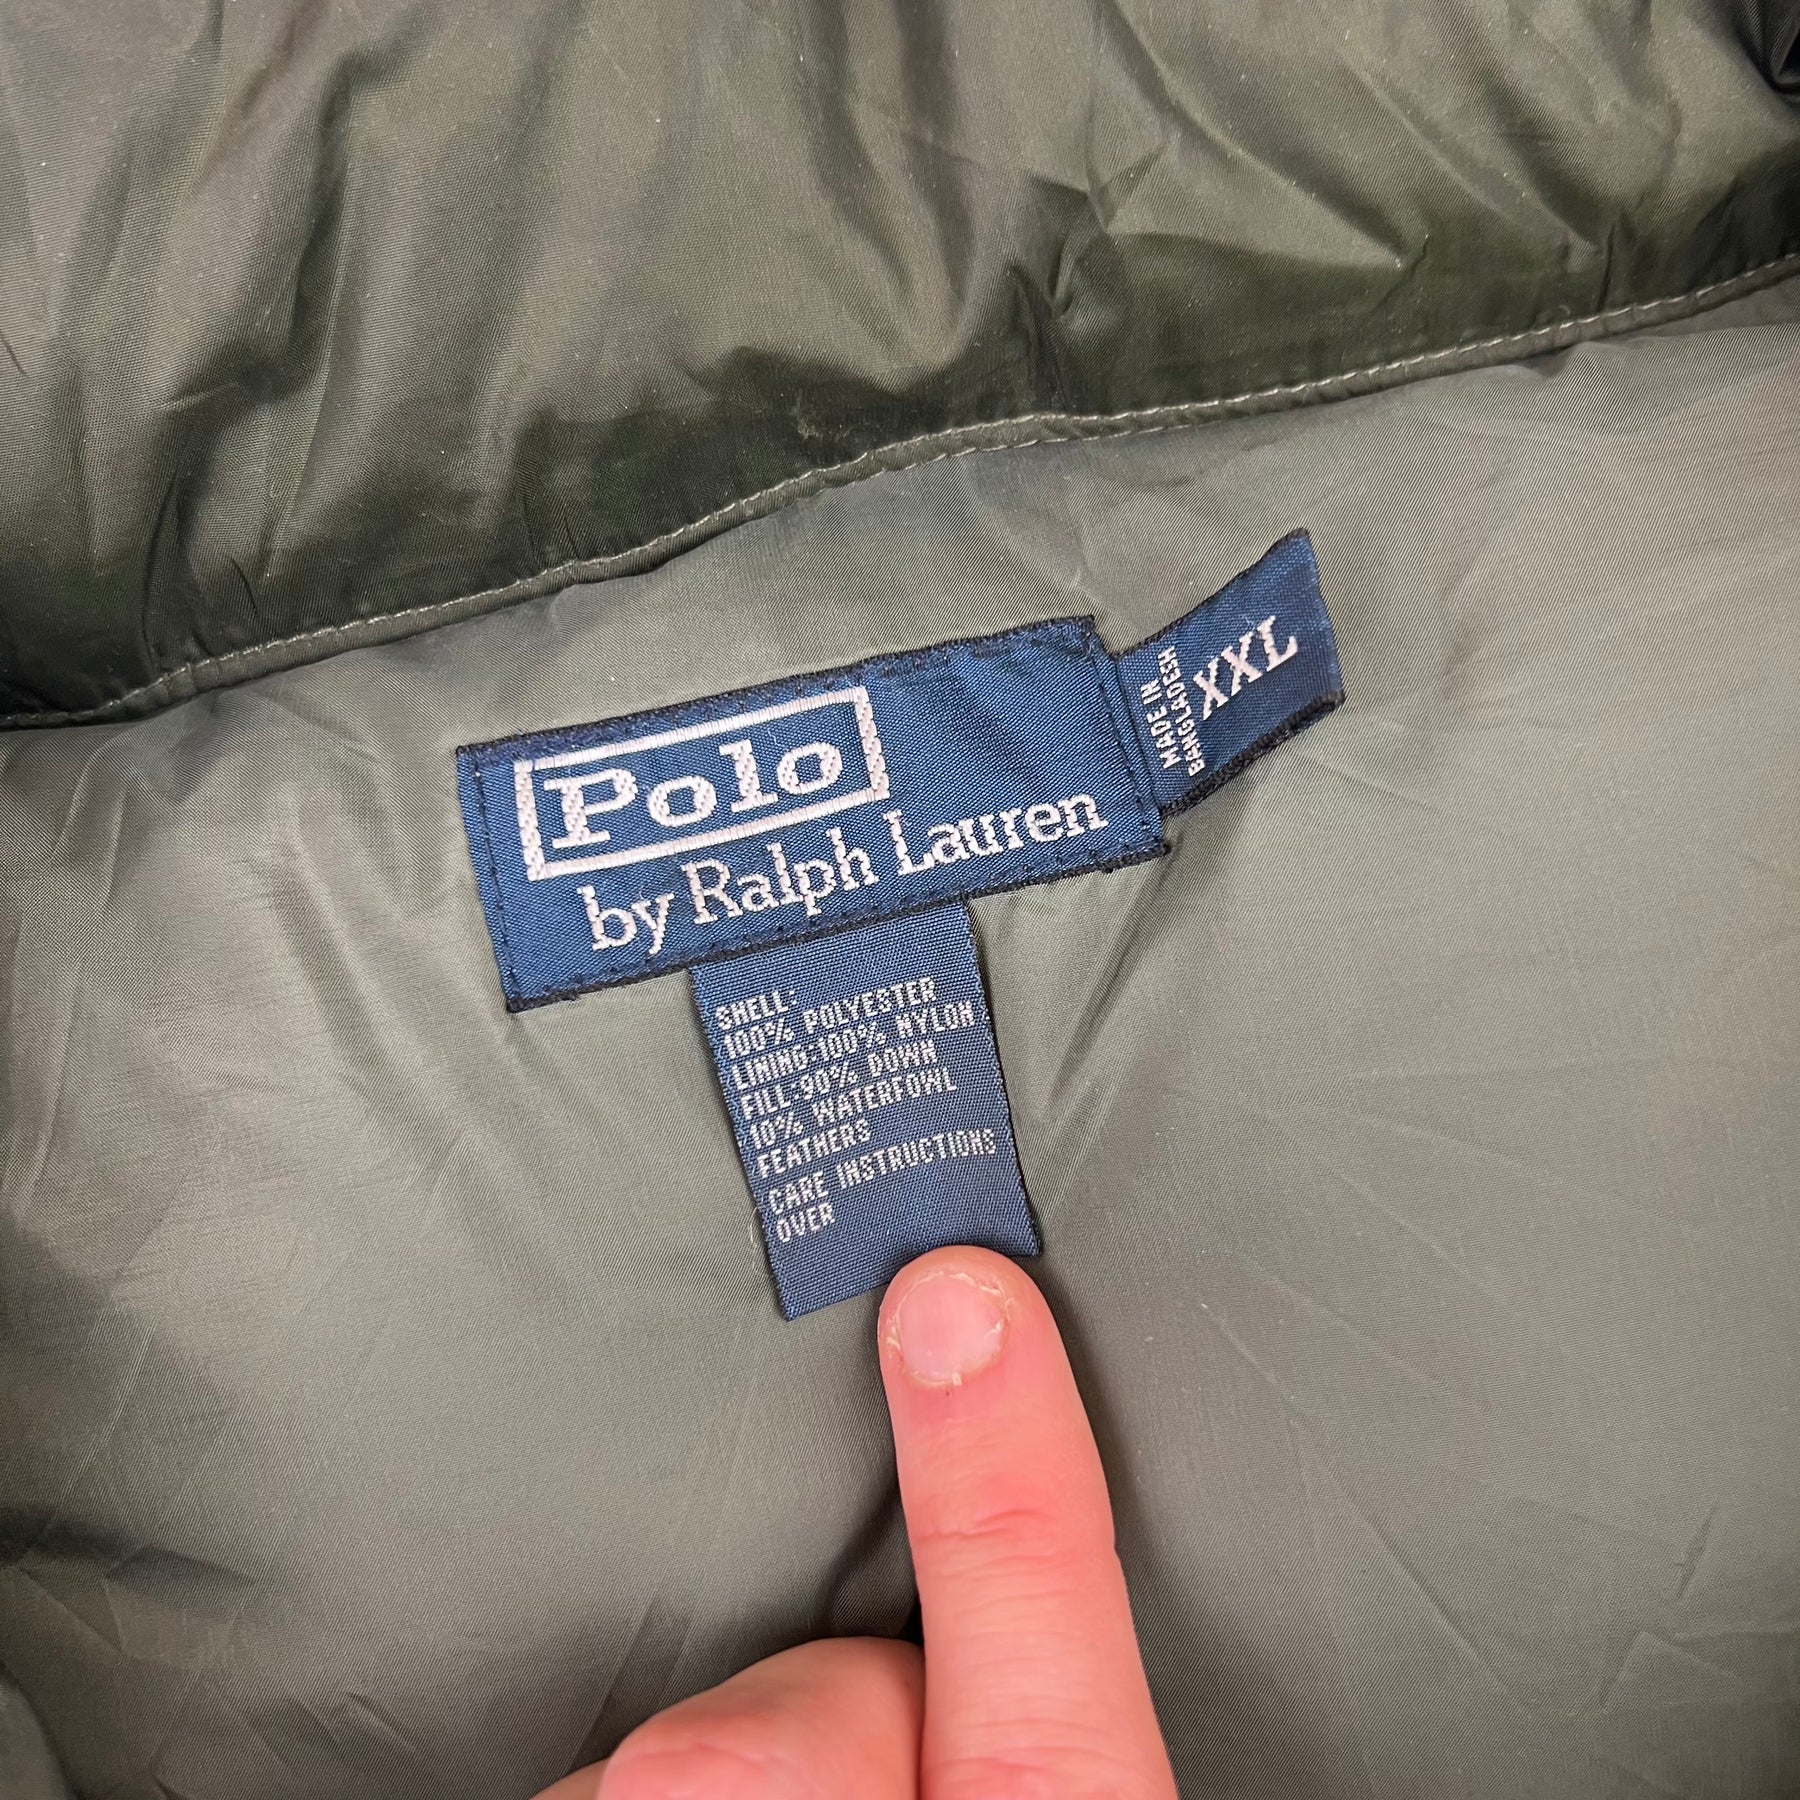 Polo
by Ralph Lauren
MADE IN
BANGLADESH
XXL
SHELL:
100% POLYESTER
LINING:100% NYLON
FILL:90% DOWN
10% WATERFOWL
FEATHERS
CARE INSTRUCTIONS
OVER